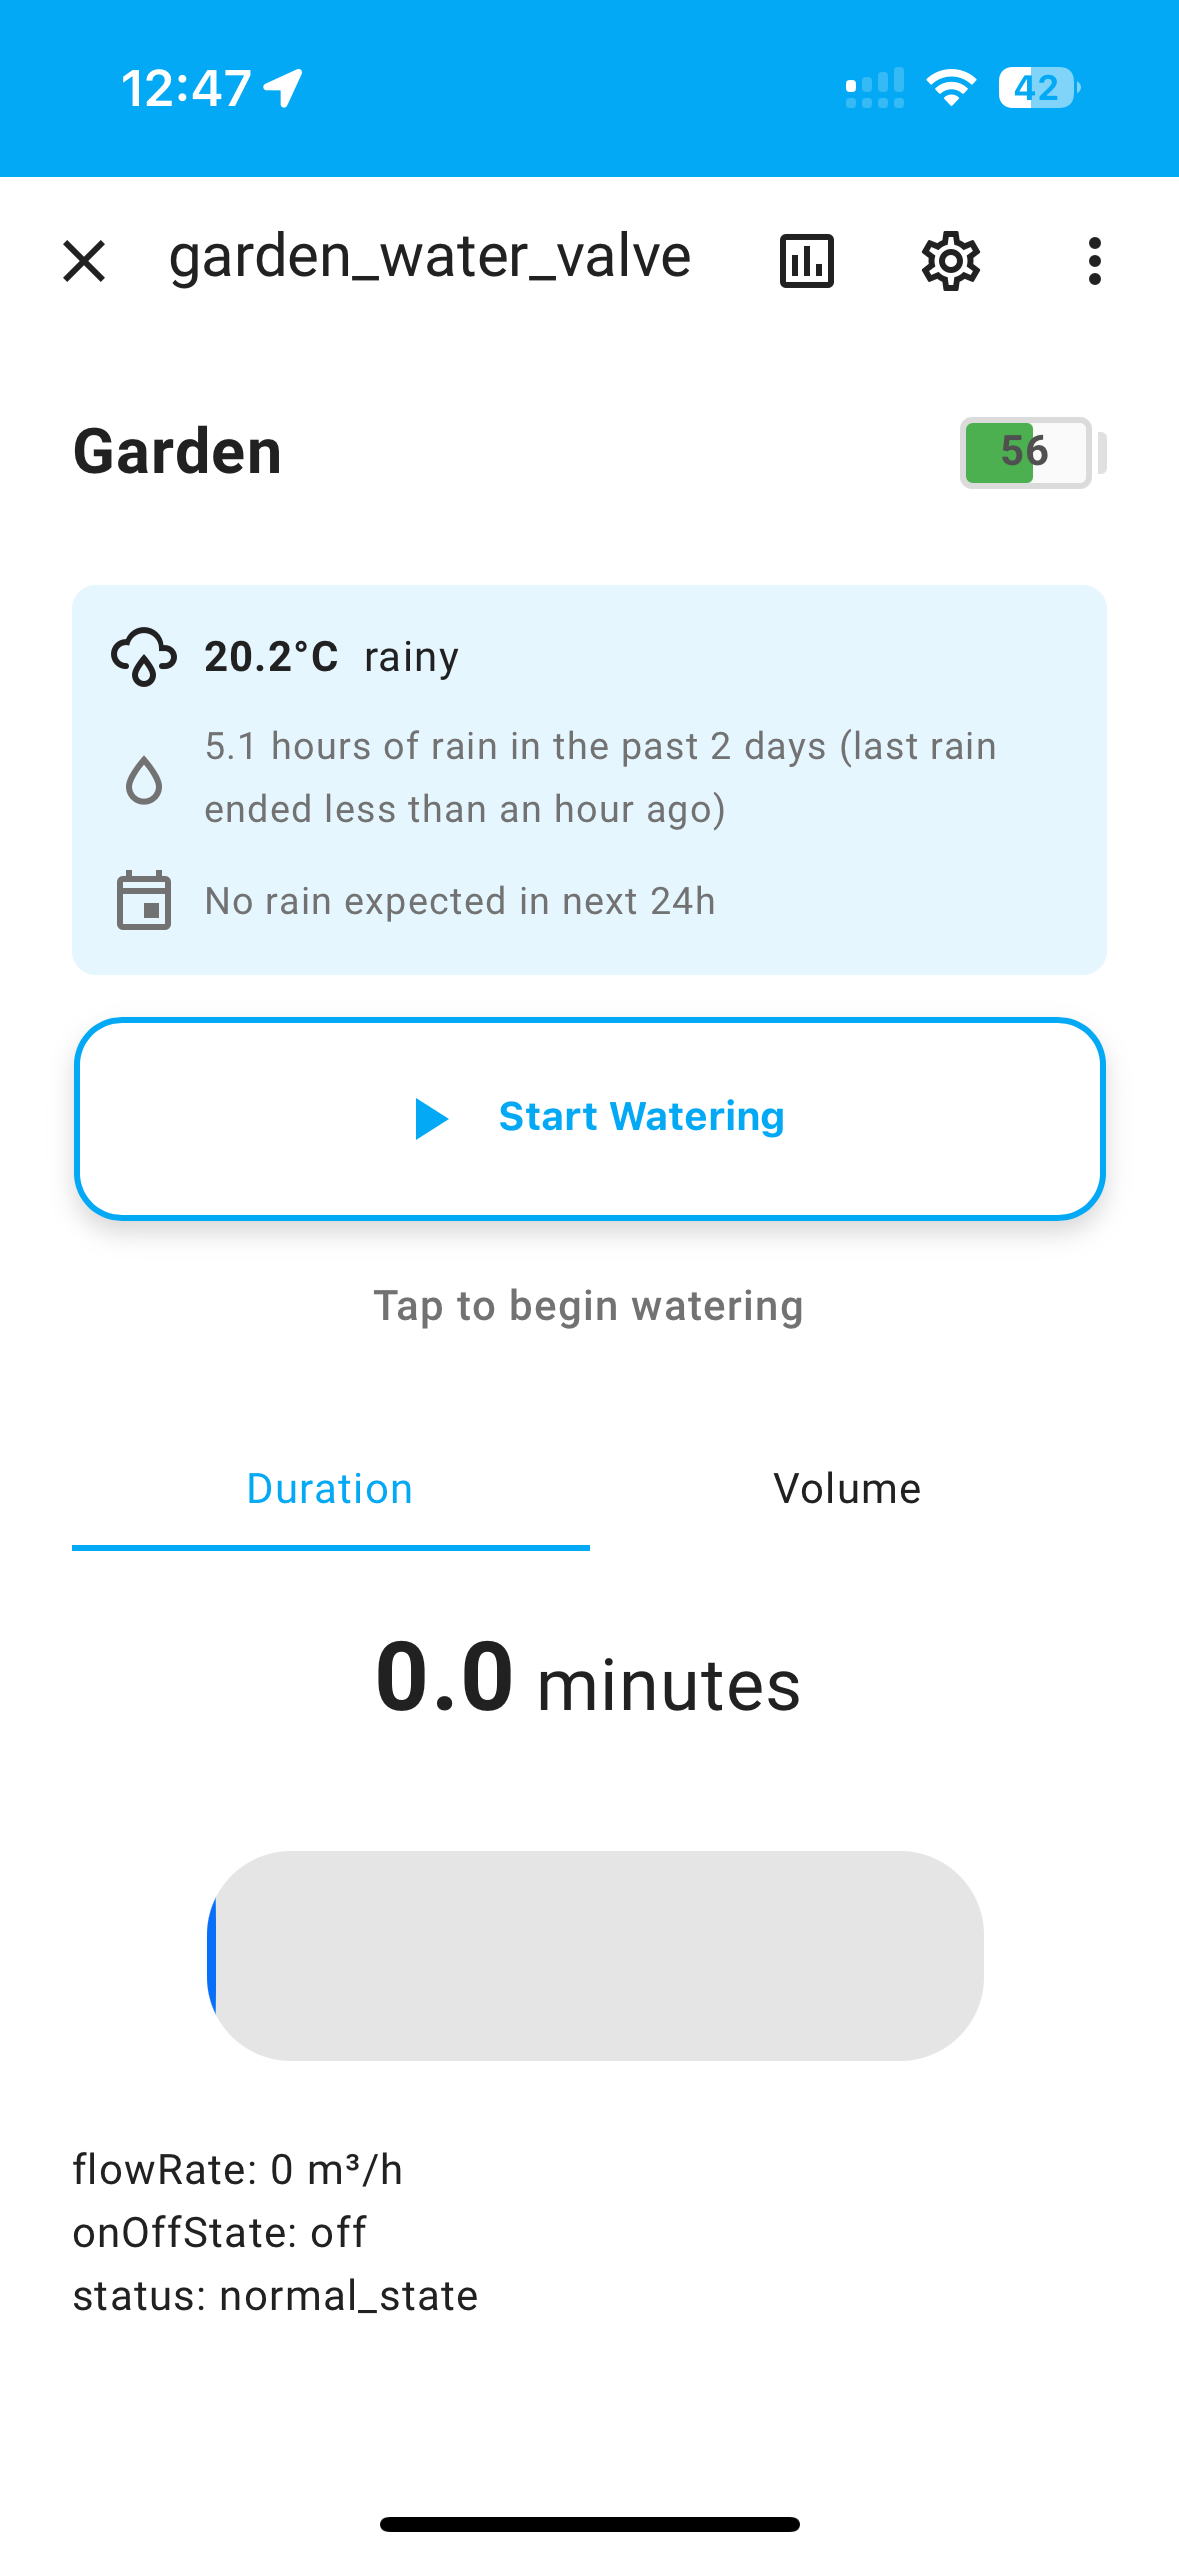 12:47
42
garden_water_valve
Garden
56
20.2°C rainy
5.1 hours of rain in the past 2 days (last rain
ended less than an hour ago)
No rain expected in next 24h
Start Watering
Tap to begin watering
Duration Volume
0.0 minutes
flowRate: 0 m³/h
onOffState: off
status: normal_state